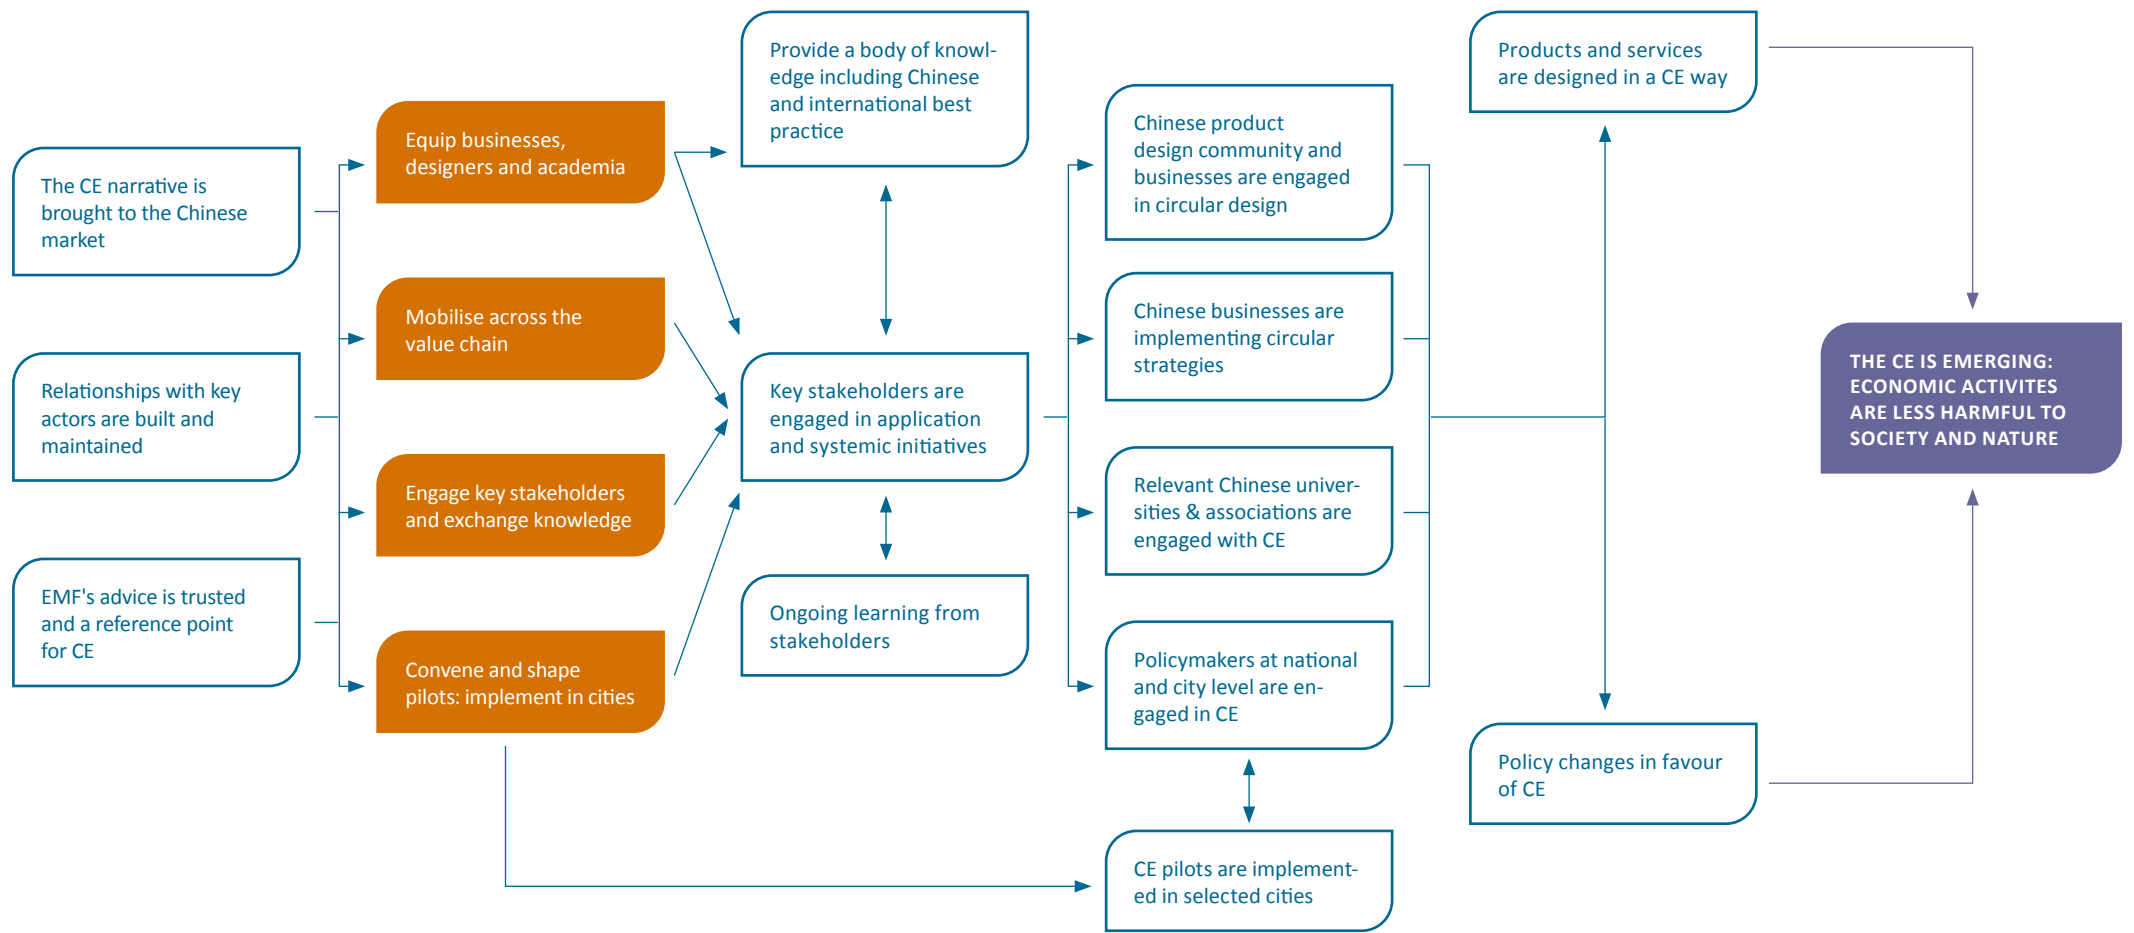 The CE narrative is
brought to the Chinese
market
Relationships with key
actors are built and
maintained
EMF's advice is trusted
and a reference point
for CE
Equip businesses,
designers and academia
Mobilise across the
value chain
Engage key stakeholders
and exchange knowledge
Convene and shape
pilots: implement in cities
Provide a body of knowl-
edge including Chinese
and international best
practice
Key stakeholders are
engaged in application
and systemic initiatives
Ongoing learning from
stakeholders
Chinese product
design community and
businesses are engaged
in circular design
Chinese businesses are
implementing circular
strategies
Relevant Chinese univer-
sities & associations are
engaged with CE
Policymakers at national
and city level are en-
gaged in CE
CE pilots are implement-
ed in selected cities
Products and services
are designed in a CE way
Policy changes in favour
of CE
THE CE IS EMERGING:
ECONOMIC ACTIVITES
ARE LESS HARMFUL TO
SOCIETY AND NATURE